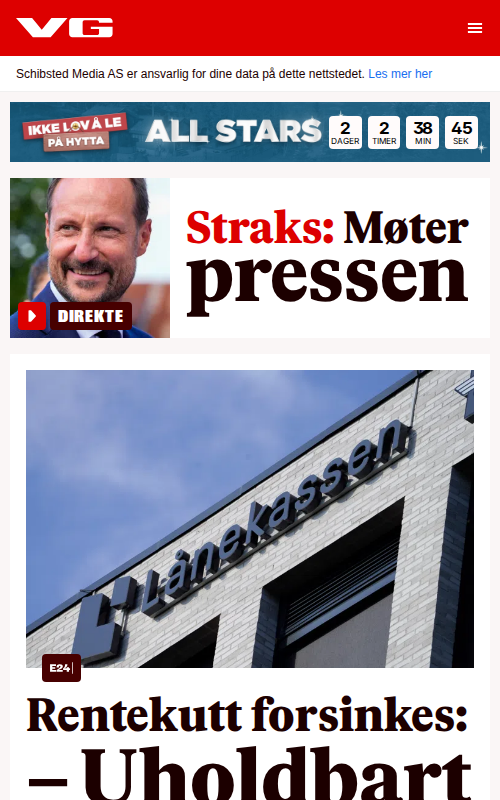 VG
Schibsted Media AS er ansvarlig for dine data på dette nettstedet. Les mer her
IKKE LOV Å LE
PÅ HYTTA
ALL STARS
2 2 38 45
DAGER TIMER MIN SEK
Straks: Møter
pressen
DIREKTE
Lånekassen
E24
Rentekutt forsinkes:
– Uholdbart